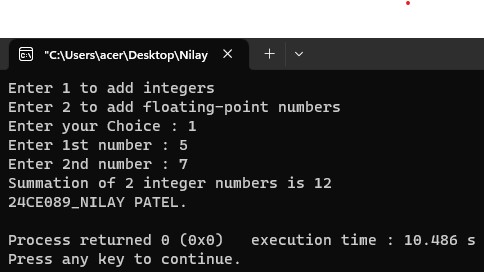 "C:\Users\acer\Desktop\Nilay
Enter 1 to add integers
Enter 2 to add floating-point numbers
Enter your Choice : 1
Enter 1st number : 5
Enter 2nd number : 7
Summation of 2 integer numbers is 12
24CE089_NILAY PATEL.
Process returned 0 (0x0)   execution time : 10.486 s
Press any key to continue.